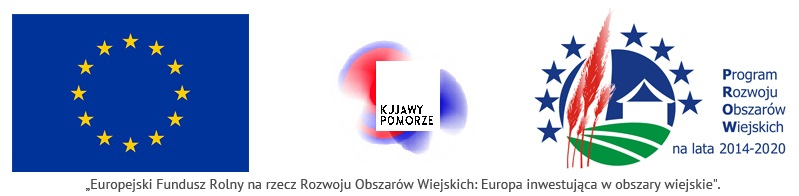 KUJAWY
POMORZE
Program
Rozwoju
Obszarów
Wiejskich
na lata 2014-2020
„Europejski Fundusz Rolny na rzecz Rozwoju Obszarów Wiejskich: Europa inwestująca w obszary wiejskie".